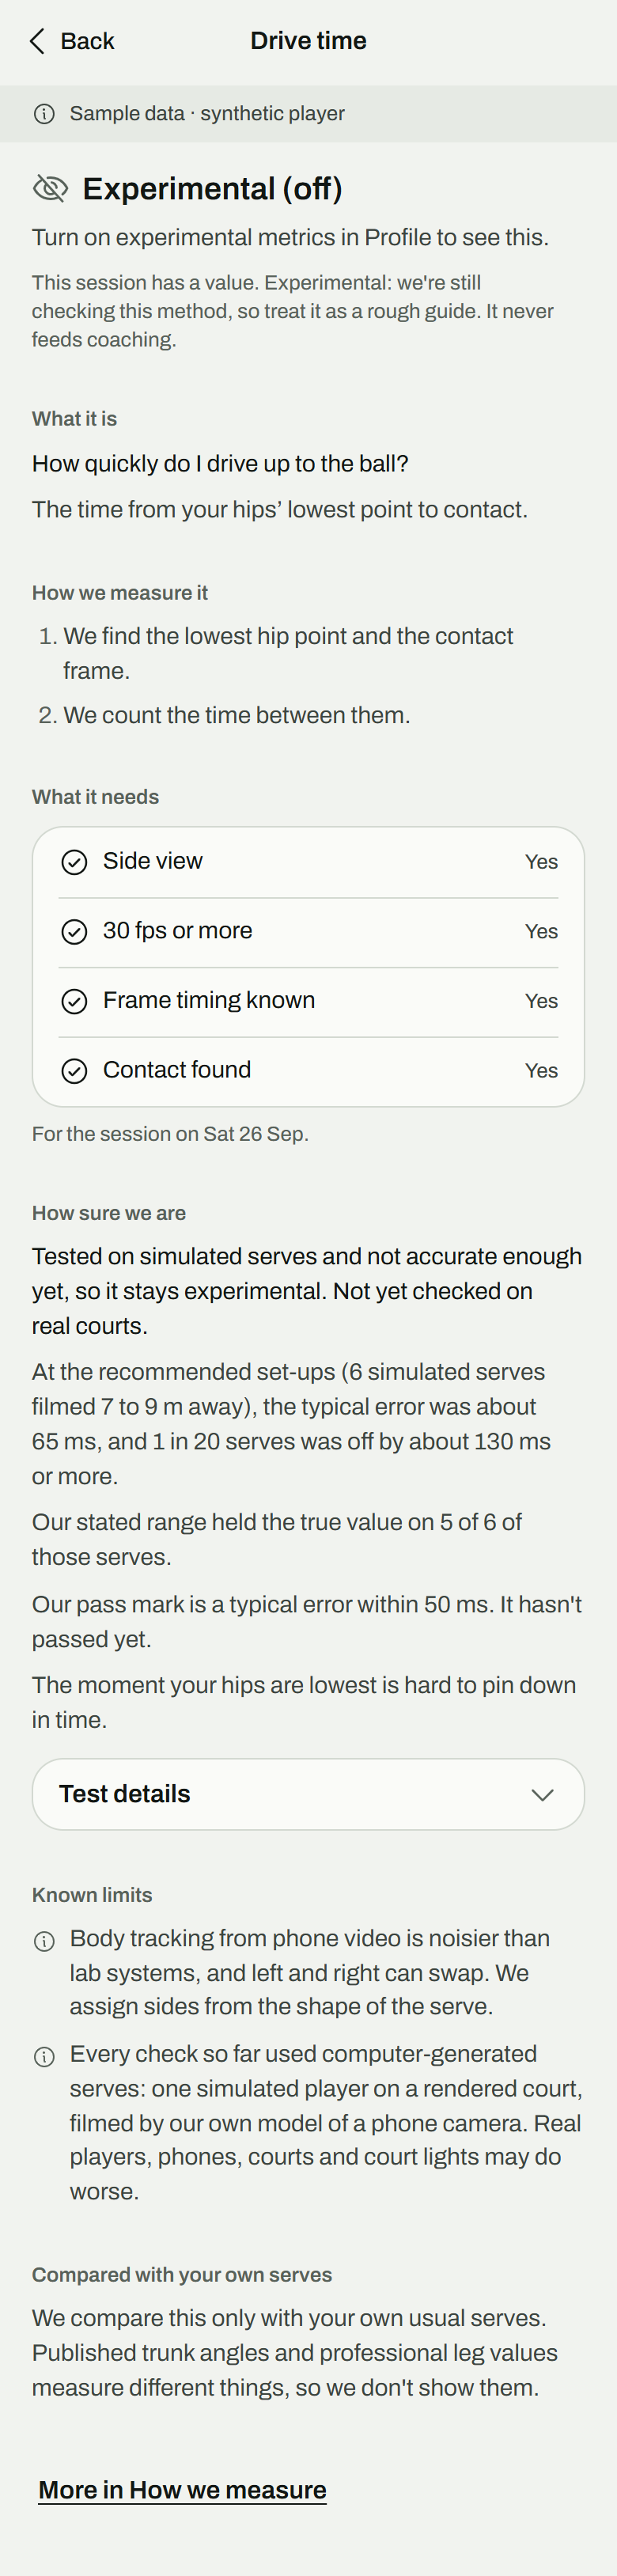 Back
Drive time
Sample data · synthetic player
Experimental (off)
Turn on experimental metrics in Profile to see this.
This session has a value. Experimental: we're still
checking this method, so treat it as a rough guide. It never
feeds coaching.
What it is
How quickly do I drive up to the ball?
The time from your hips’ lowest point to contact.
How we measure it
1. We find the lowest hip point and the contact
frame.
2. We count the time between them.
What it needs
Side view Yes
30 fps or more Yes
Frame timing known Yes
Contact found Yes
For the session on Sat 26 Sep.
How sure we are
Tested on simulated serves and not accurate enough
yet, so it stays experimental. Not yet checked on
real courts.
At the recommended set-ups (6 simulated serves
filmed 7 to 9 m away), the typical error was about
65 ms, and 1 in 20 serves was off by about 130 ms
or more.
Our stated range held the true value on 5 of 6 of
those serves.
Our pass mark is a typical error within 50 ms. It hasn't
passed yet.
The moment your hips are lowest is hard to pin down
in time.
Test details
Known limits
Body tracking from phone video is noisier than
lab systems, and left and right can swap. We
assign sides from the shape of the serve.
Every check so far used computer-generated
serves: one simulated player on a rendered court,
filmed by our own model of a phone camera. Real
players, phones, courts and court lights may do
worse.
Compared with your own serves
We compare this only with your own usual serves.
Published trunk angles and professional leg values
measure different things, so we don't show them.
More in How we measure